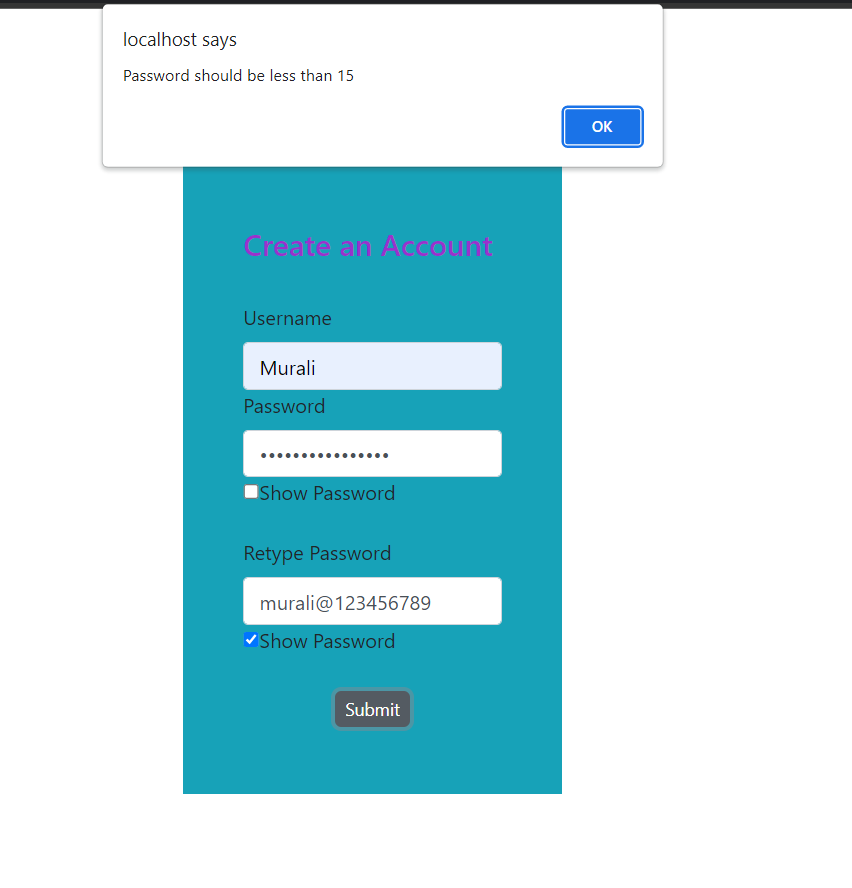 localhost says
Password should be less than 15
OK
Create an Account
Username
Murali
Password
••••••••••••••••
Show Password
Retype Password
murali@123456789
Show Password
Submit